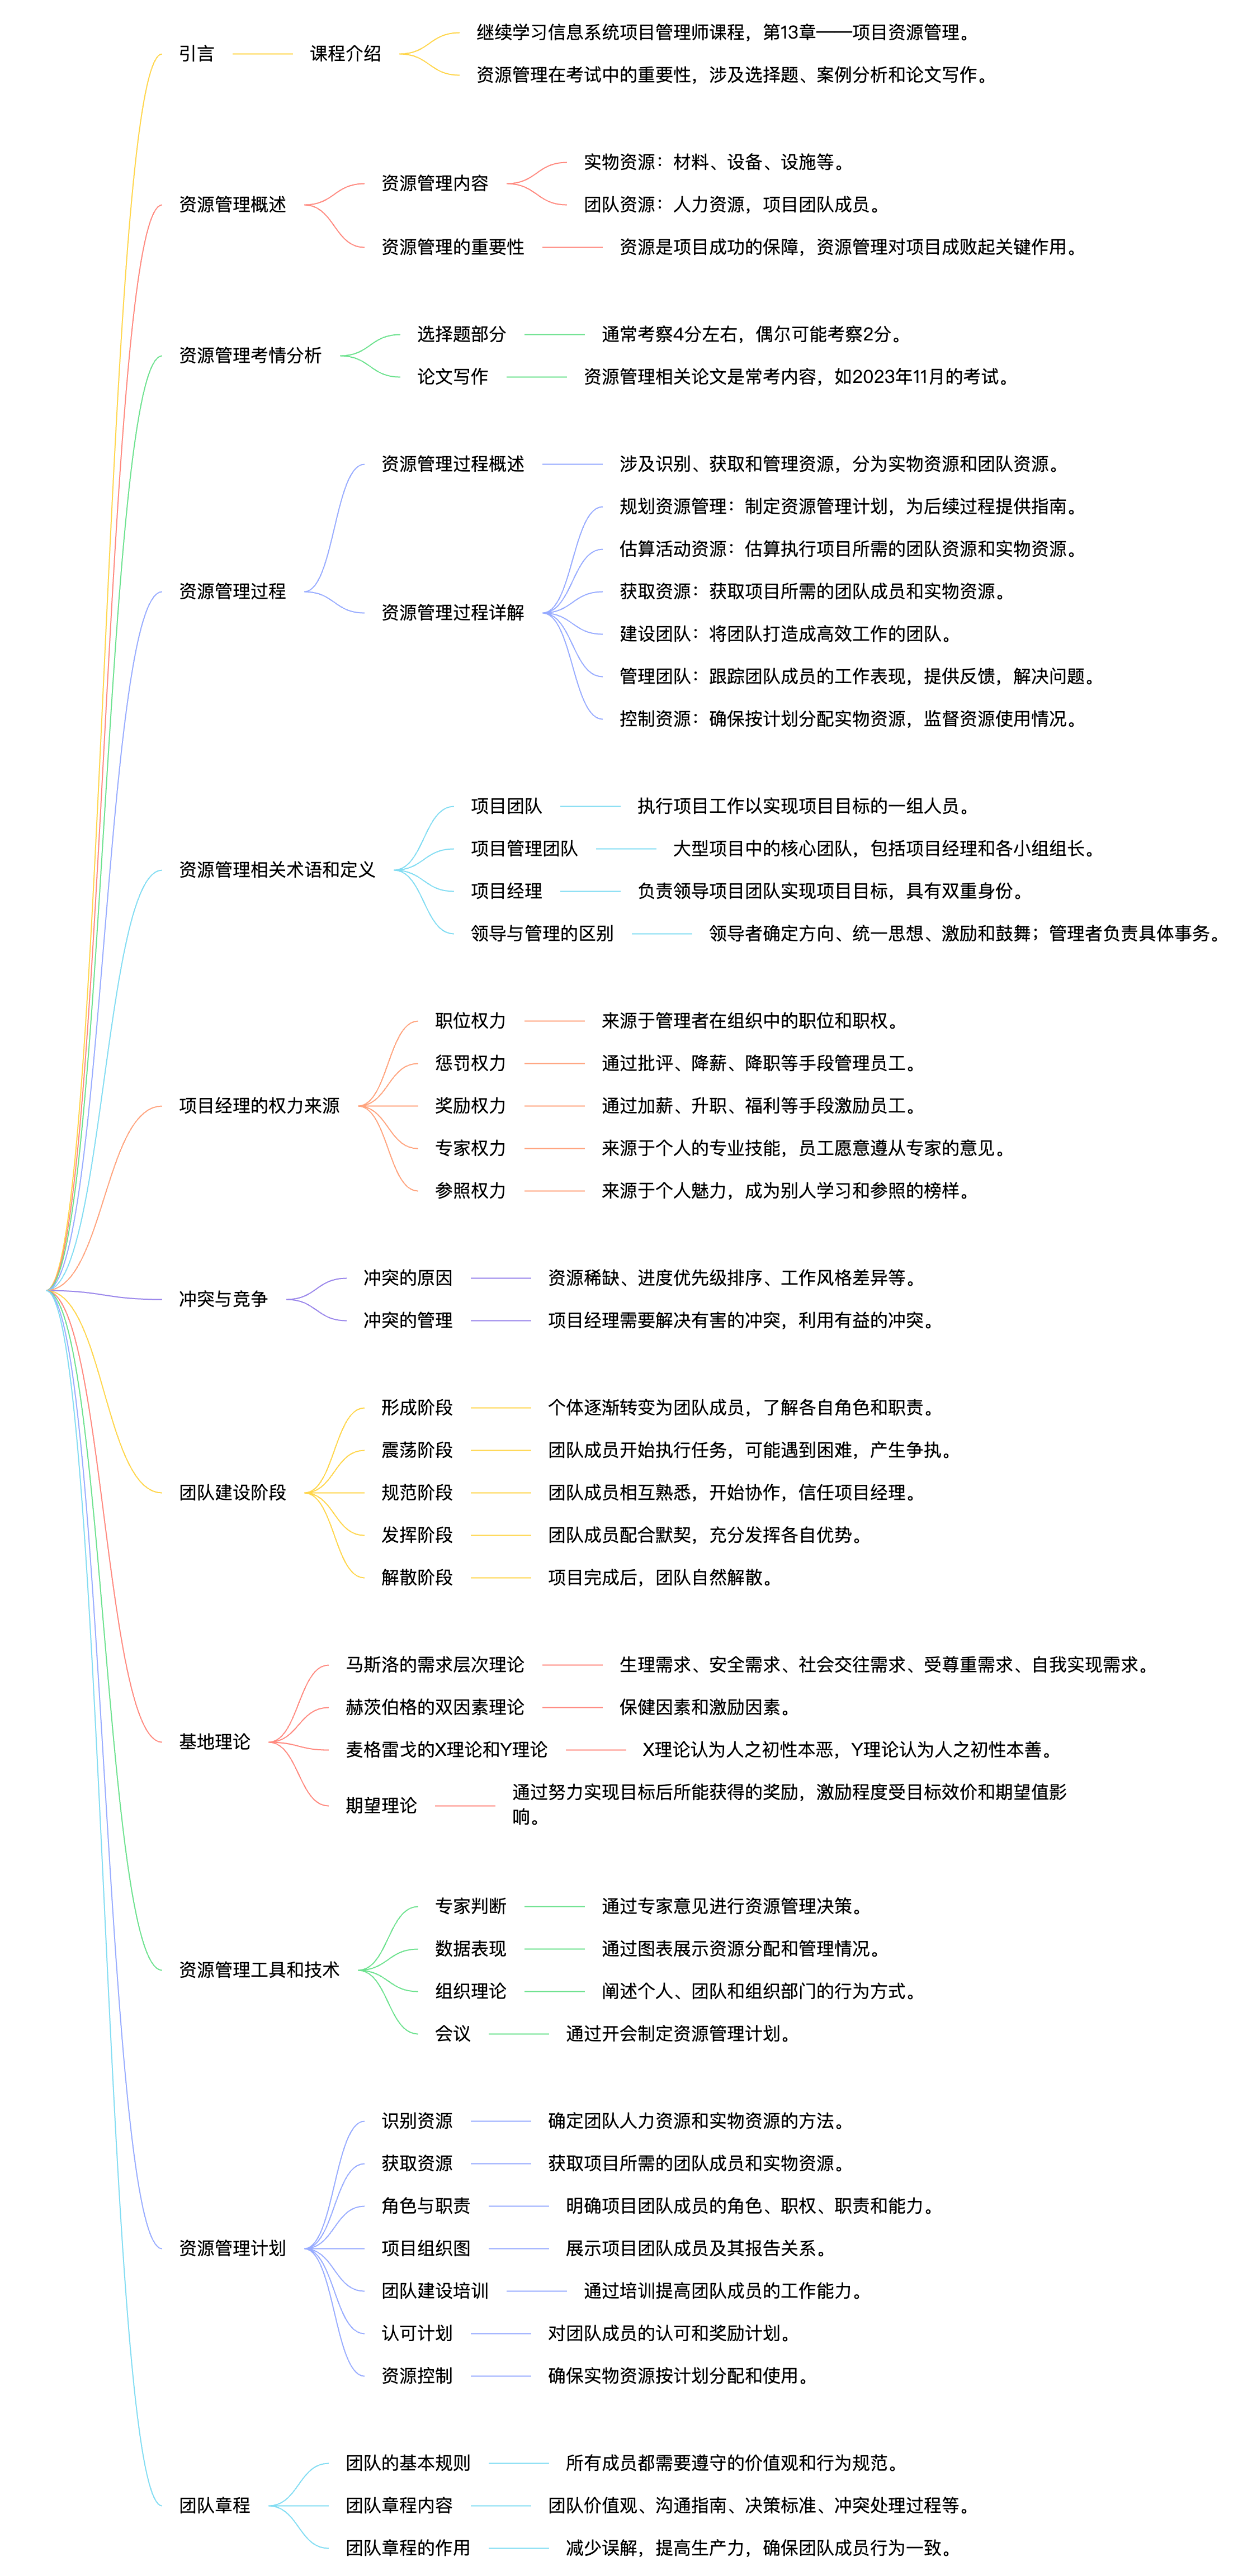 引言
课程介绍
继续学习信息系统项目管理师课程，第13章——项目资源管理。
资源管理在考试中的重要性，涉及选择题、案例分析和论文写作。
资源管理概述
资源管理内容
实物资源：材料、设备、设施等。
团队资源：人力资源，项目团队成员。
资源管理的重要性
资源是项目成功的保障，资源管理对项目成败起关键作用。
资源管理考情分析
选择题部分
通常考察4分左右，偶尔可能考察2分。
论文写作
资源管理相关论文是常考内容，如2023年11月的考试。
资源管理过程
资源管理过程概述
涉及识别、获取和管理资源，分为实物资源和团队资源。
资源管理过程详解
规划资源管理：制定资源管理计划，为后续过程提供指南。
估算活动资源：估算执行项目所需的团队资源和实物资源。
获取资源：获取项目所需的团队成员和实物资源。
建设团队：将团队打造成高效工作的团队。
管理团队：跟踪团队成员的工作表现，提供反馈，解决问题。
控制资源：确保按计划分配实物资源，监督资源使用情况。
资源管理相关术语和定义
项目团队
执行项目工作以实现项目目标的一组人员。
项目管理团队
大型项目中的核心团队，包括项目经理和各小组组长。
项目经理
负责领导项目团队实现项目目标，具有双重身份。
领导与管理的区别
领导者确定方向、统一思想、激励和鼓舞；管理者负责具体事务。
项目经理的权力来源
职位权力
来源于管理者在组织中的职位和职权。
惩罚权力
通过批评、降薪、降职等手段管理员工。
奖励权力
通过加薪、升职、福利等手段激励员工。
专家权力
来源于个人的专业技能，员工愿意遵从专家的意见。
参照权力
来源于个人魅力，成为别人学习和参照的榜样。
冲突与竞争
冲突的原因
资源稀缺、进度优先级排序、工作风格差异等。
冲突的管理
项目经理需要解决有害的冲突，利用有益的冲突。
团队建设阶段
形成阶段
个体逐渐转变为团队成员，了解各自角色和职责。
震荡阶段
团队成员开始执行任务，可能遇到困难，产生争执。
规范阶段
团队成员相互熟悉，开始协作，信任项目经理。
发挥阶段
团队成员配合默契，充分发挥各自优势。
解散阶段
项目完成后，团队自然解散。
基地理论
马斯洛的需求层次理论
生理需求、安全需求、社会交往需求、受尊重需求、自我实现需求。
赫茨伯格的双因素理论
保健因素和激励因素。
麦格雷戈的X理论和Y理论
X理论认为人之初性本恶，Y理论认为人之初性本善。
期望理论
通过努力实现目标后所能获得的奖励，激励程度受目标效价和期望值影
响。
资源管理工具和技术
专家判断
通过专家意见进行资源管理决策。
数据表现
通过图表展示资源分配和管理情况。
组织理论
阐述个人、团队和组织部门的行为方式。
会议
通过开会制定资源管理计划。
资源管理计划
识别资源
确定团队人力资源和实物资源的方法。
获取资源
获取项目所需的团队成员和实物资源。
角色与职责
明确项目团队成员的角色、职权、职责和能力。
项目组织图
展示项目团队成员及其报告关系。
团队建设培训
通过培训提高团队成员的工作能力。
认可计划
对团队成员的认可和奖励计划。
资源控制
确保实物资源按计划分配和使用。
团队章程
团队的基本规则
所有成员都需要遵守的价值观和行为规范。
团队章程内容
团队价值观、沟通指南、决策标准、冲突处理过程等。
团队章程的作用
减少误解，提高生产力，确保团队成员行为一致。